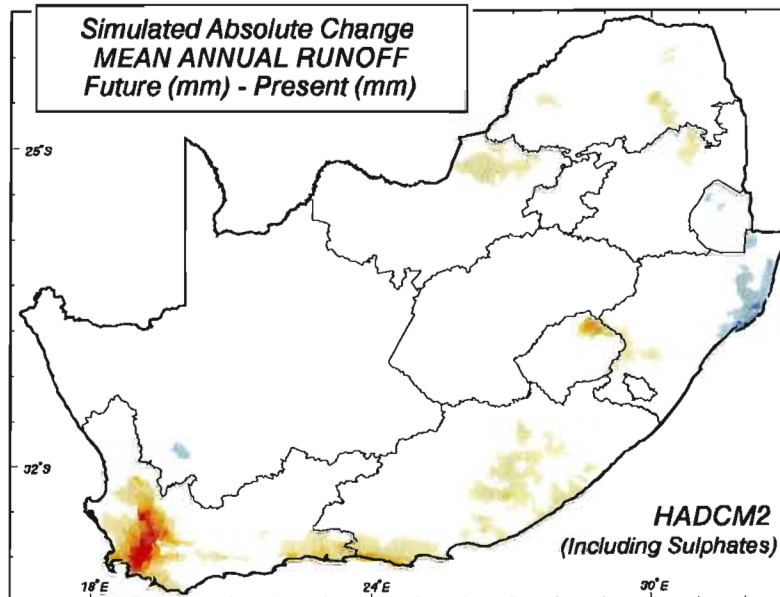 Simulated Absolute Change
MEAN ANNUAL RUNOFF
Future (mm) - Present (mm)
25°S
32°S
HADCM2
(Including Sulphates)
18°E
24°E
30°E